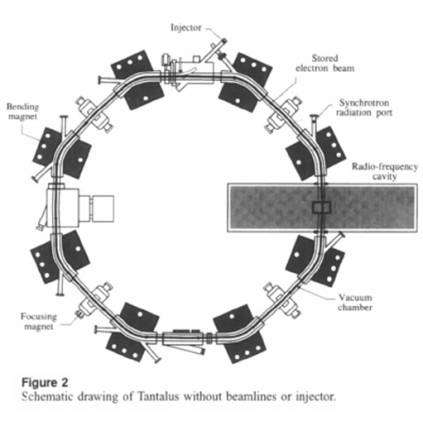 Injector
Stored
electron beam
Bending
magnet
Synchrotron
radiation port
Radio-frequency
cavity
Focusing
magnet
Vacuum
chamber
Figure 2
Schematic drawing of Tantalus without beamlines or injector.